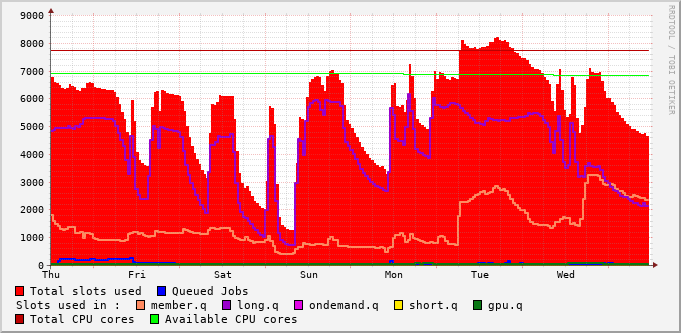 9000
8000
7000
6000
5000
4000
3000
2000
1000
0
Thu Fri Sat Sun Mon Tue Wed
RRDTOOL / TOBI OETIKER
Total slots used Queued Jobs
Slots used in : member.q long.q ondemand.q short.q gpu.q
Total CPU cores Available CPU cores